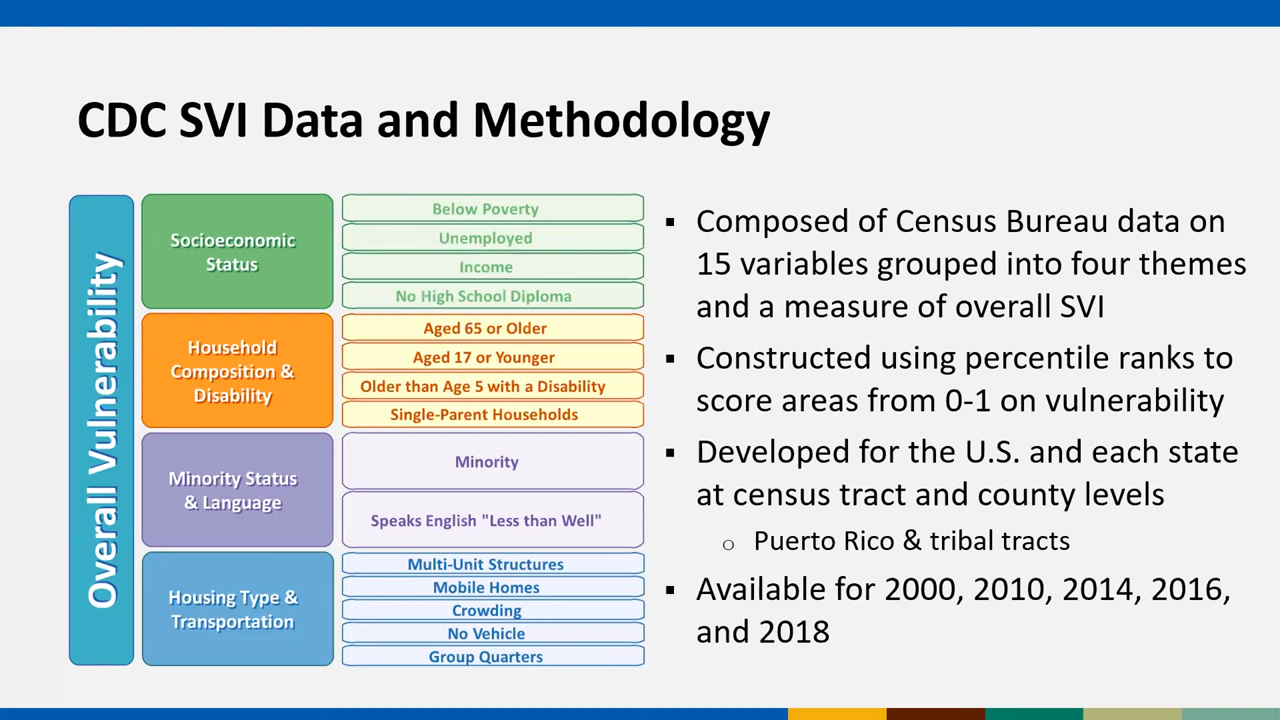 CDC SVI Data and Methodology
Overall Vulnerability
Socioeconomic
Status
Below Poverty
Unemployed
Income
No High School Diploma
Household
Composition &
Disability
Aged 65 or Older
Aged 17 or Younger
Older than Age 5 with a Disability
Single-Parent Households
Minority Status
& Language
Minority
Speaks English "Less than Well"
Housing Type &
Transportation
Multi-Unit Structures
Mobile Homes
Crowding
No Vehicle
Group Quarters
▪ Composed of Census Bureau data on
15 variables grouped into four themes
and a measure of overall SVI
▪ Constructed using percentile ranks to
score areas from 0-1 on vulnerability
▪ Developed for the U.S. and each state
at census tract and county levels
○ Puerto Rico & tribal tracts
▪ Available for 2000, 2010, 2014, 2016,
and 2018